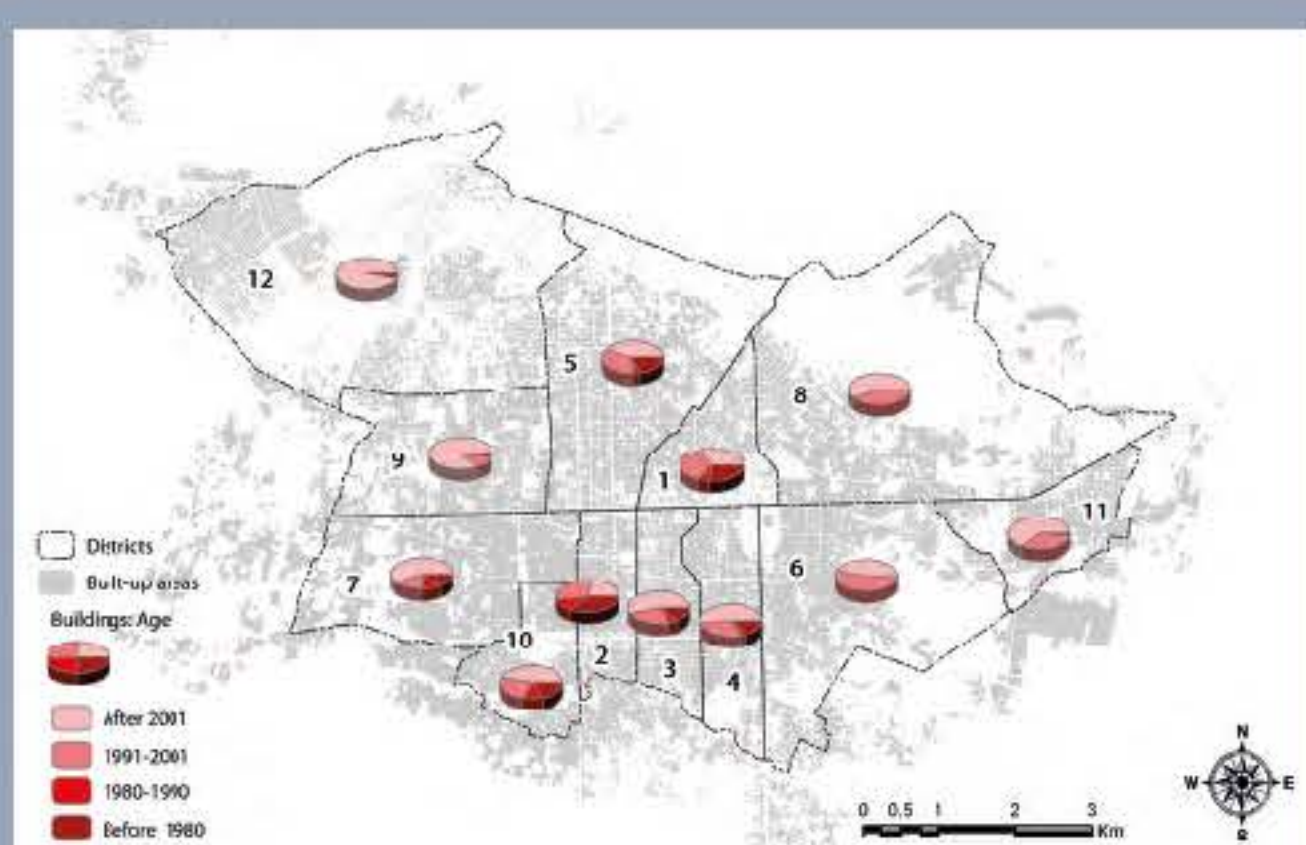 12
5
8
9
1
11
7
6
10
2
3
4
Districts
Built-up areas
Buildings: Age
After 2001
1991-2001
1980-1990
Before 1980
N
W E
S
0 0.5 1 2 3
Km